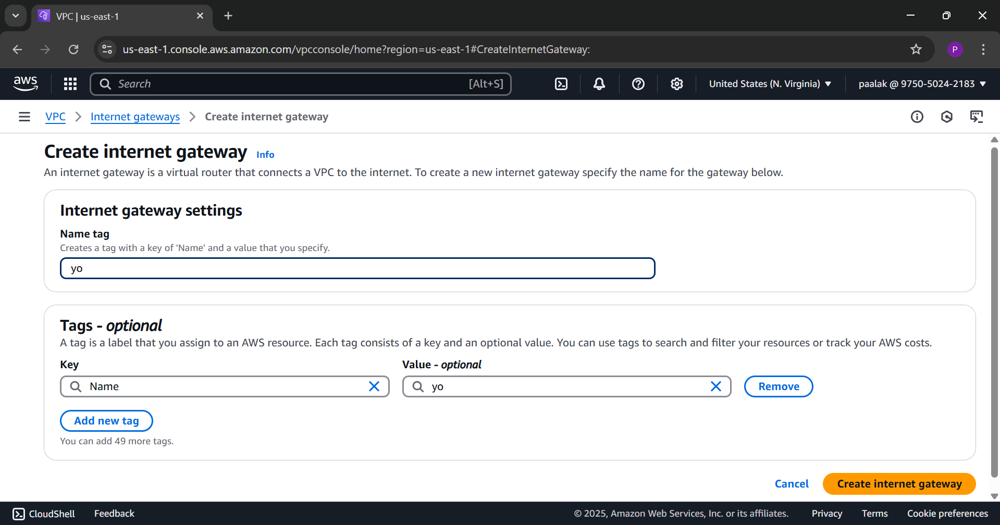 VPC | us-east-1
us-east-1.console.aws.amazon.com/vpcconsole/home?region=us-east-1#CreateInternetGateway:
P
aws
Search [Alt+S]
United States (N. Virginia)
paalak @ 9750-5024-2183
VPC
Internet gateways
Create internet gateway
Create internet gateway Info
An internet gateway is a virtual router that connects a VPC to the internet. To create a new internet gateway specify the name for the gateway below.
Internet gateway settings
Name tag
Creates a tag with a key of 'Name' and a value that you specify.
yo
Tags - optional
A tag is a label that you assign to an AWS resource. Each tag consists of a key and an optional value. You can use tags to search and filter your resources or track your AWS costs.
Key
Value - optional
Name
yo
Remove
Add new tag
You can add 49 more tags.
Cancel
Create internet gateway
CloudShell
Feedback
© 2025, Amazon Web Services, Inc. or its affiliates.
Privacy
Terms
Cookie preferences